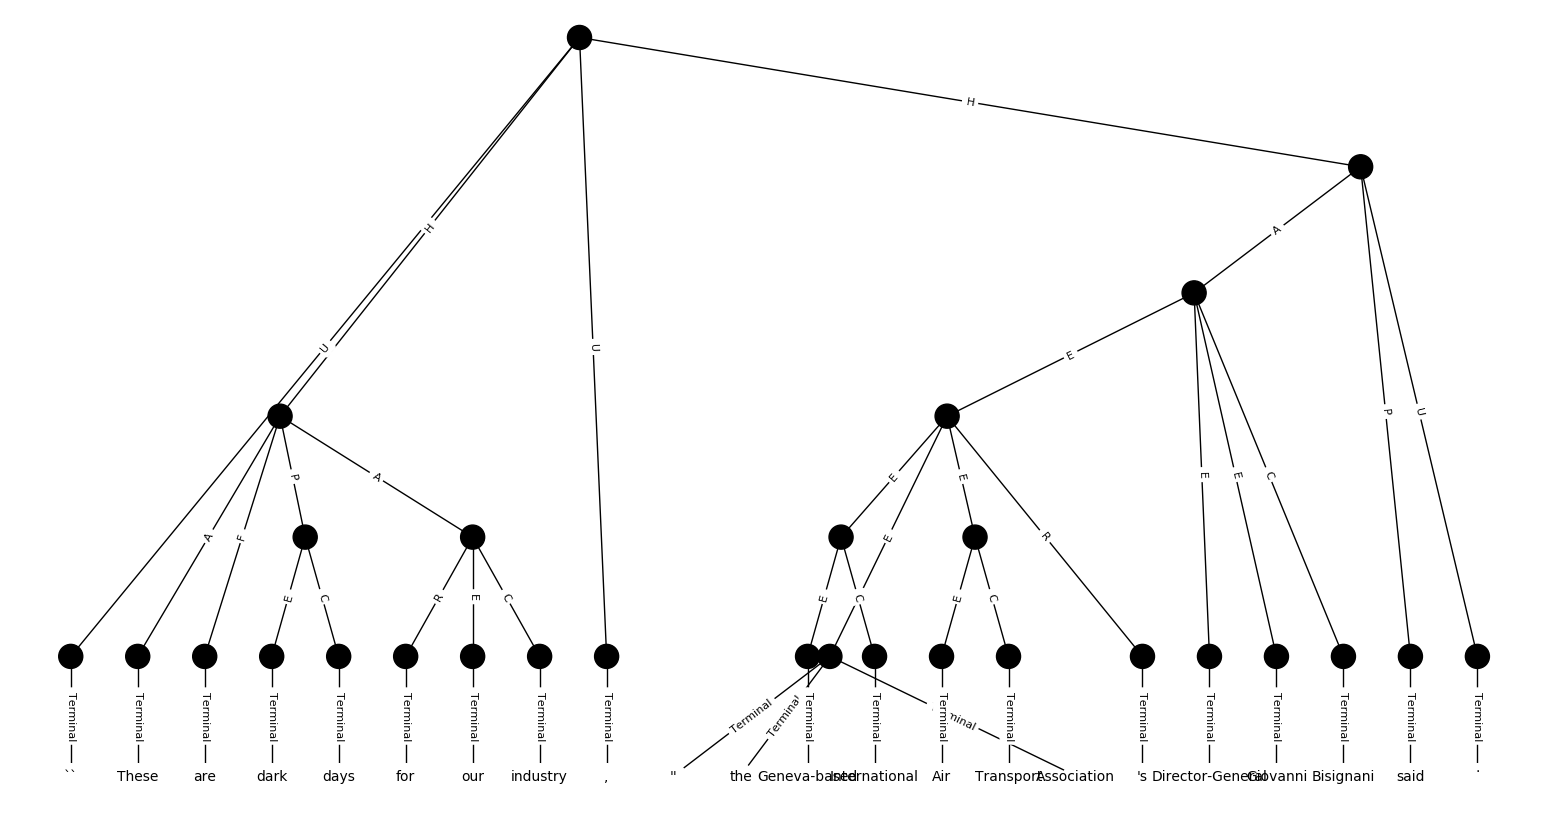 H
H
A
U
U
E
P
A
E
E
R
E
E
C
P
U
A
F
E
C
R
E
C
E
C
E
C
Terminal Terminal Terminal Terminal Terminal Terminal Terminal Terminal Terminal Terminal Terminal Terminal Terminal Terminal Terminal Terminal Terminal Terminal Terminal Terminal
`` These are dark days for our industry , " the Geneva-based International Air Transport Association 's Director-General Giovanni Bisignani said .